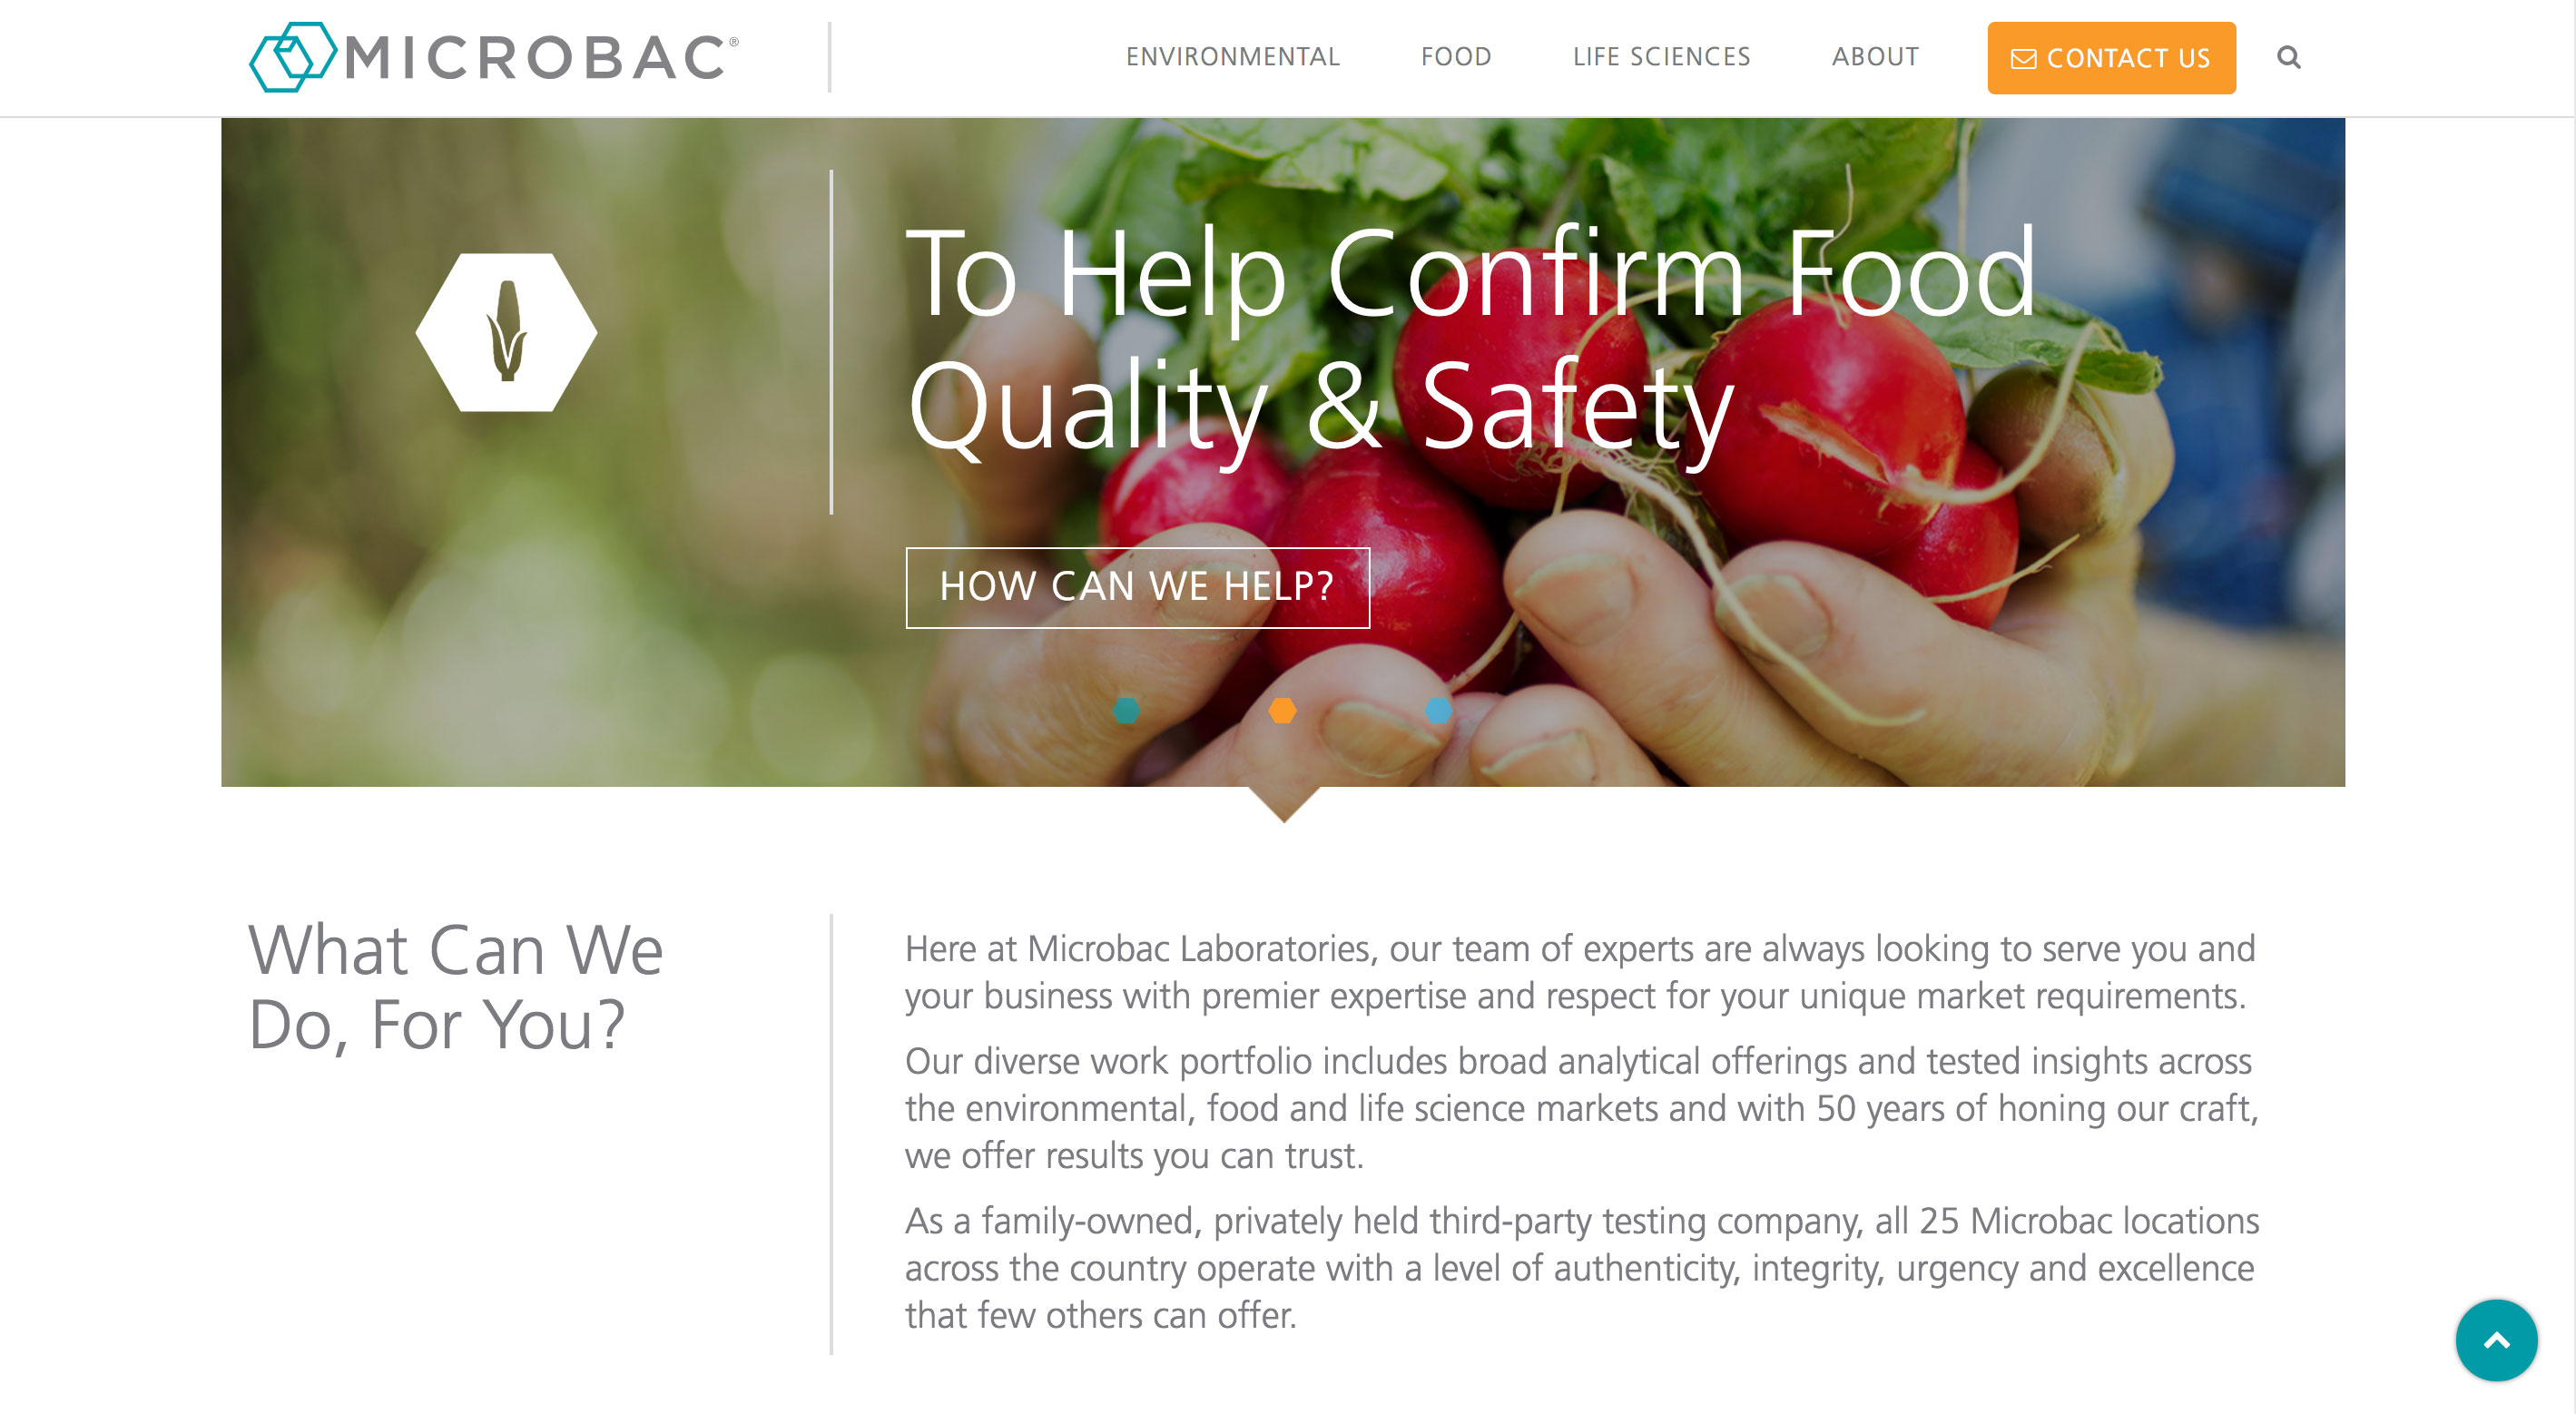 MICROBAC®
ENVIRONMENTAL
FOOD
LIFE SCIENCES
ABOUT
CONTACT US
To Help Confirm Food
Quality & Safety
HOW CAN WE HELP?
What Can We
Do, For You?
Here at Microbac Laboratories, our team of experts are always looking to serve you and
your business with premier expertise and respect for your unique market requirements.
Our diverse work portfolio includes broad analytical offerings and tested insights across
the environmental, food and life science markets and with 50 years of honing our craft,
we offer results you can trust.
As a family-owned, privately held third-party testing company, all 25 Microbac locations
across the country operate with a level of authenticity, integrity, urgency and excellence
that few others can offer.